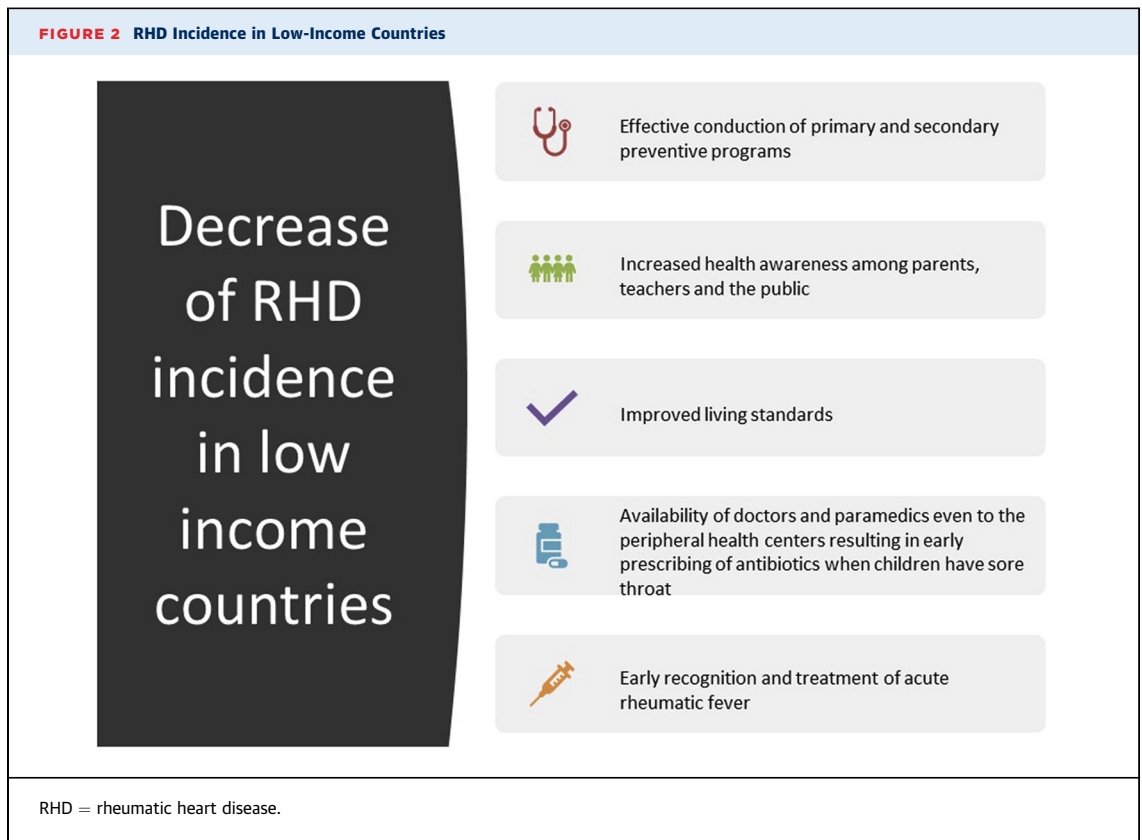 FIGURE 2 RHD Incidence in Low-Income Countries
Decrease
of RHD
incidence
in low
income
countries
Effective conduction of primary and secondary
preventive programs
Increased health awareness among parents,
teachers and the public
Improved living standards
Availability of doctors and paramedics even to the
peripheral health centers resulting in early
prescribing of antibiotics when children have sore
throat
Early recognition and treatment of acute
rheumatic fever
RHD = rheumatic heart disease.